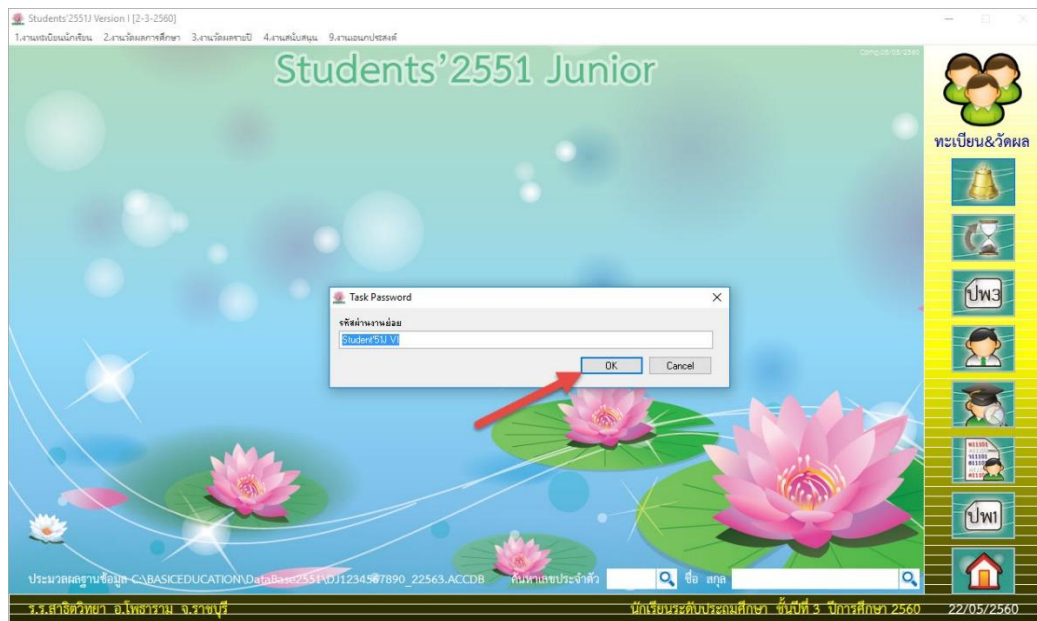 Students'2551J Version I [2-3-2560]
1.งานทะเบียนนักเรียน 2.งานวัดผลการศึกษา 3.งานวัดผลรายปี 4.งานสนับสนุน 9.งานเอนกประสงค์
Students'2551 Junior
Comp.08/03/2560
ทะเบียน&วัดผล
ปพ3
Task Password
รหัสผ่านงานย่อย
Student'51J VI
OK Cancel
ปพ1
ประมวลผลฐานข้อมูล C:\BASICEDUCATION\DataBase2551\DJ1234567890_22563.ACCDB ค้นหาเลขประจำตัว ชื่อ สกุล
ร.ร.สาธิตวิทยา อ.โพธาราม จ.ราชบุรี นักเรียนระดับประถมศึกษา ชั้นปีที่ 3 ปีการศึกษา 2560 22/05/2560